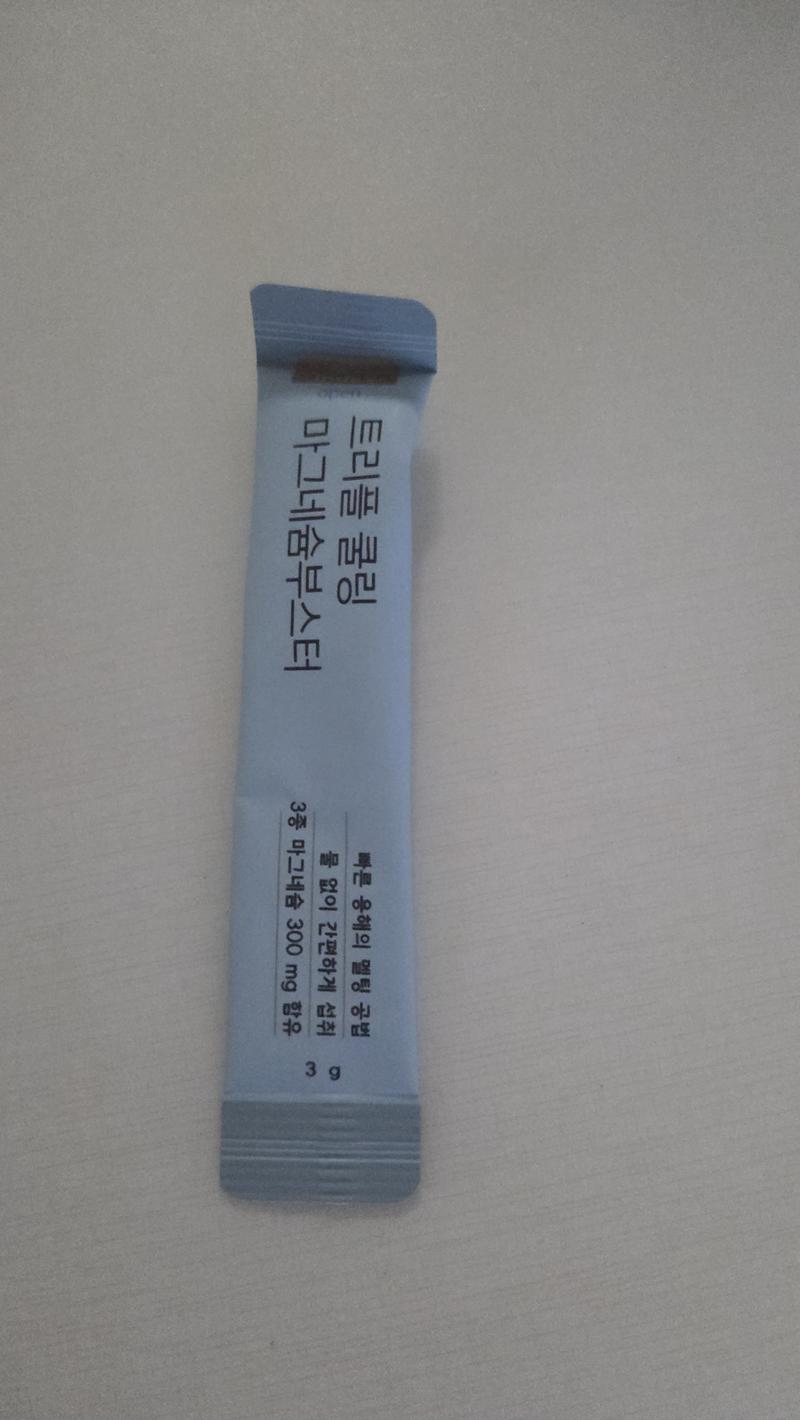 open
트리플 쿨링
마그네슘부스터
빠른 용해의 멜팅 공법
물 없이 간편하게 섭취
3종 마그네슘 300 mg 함유
3 g